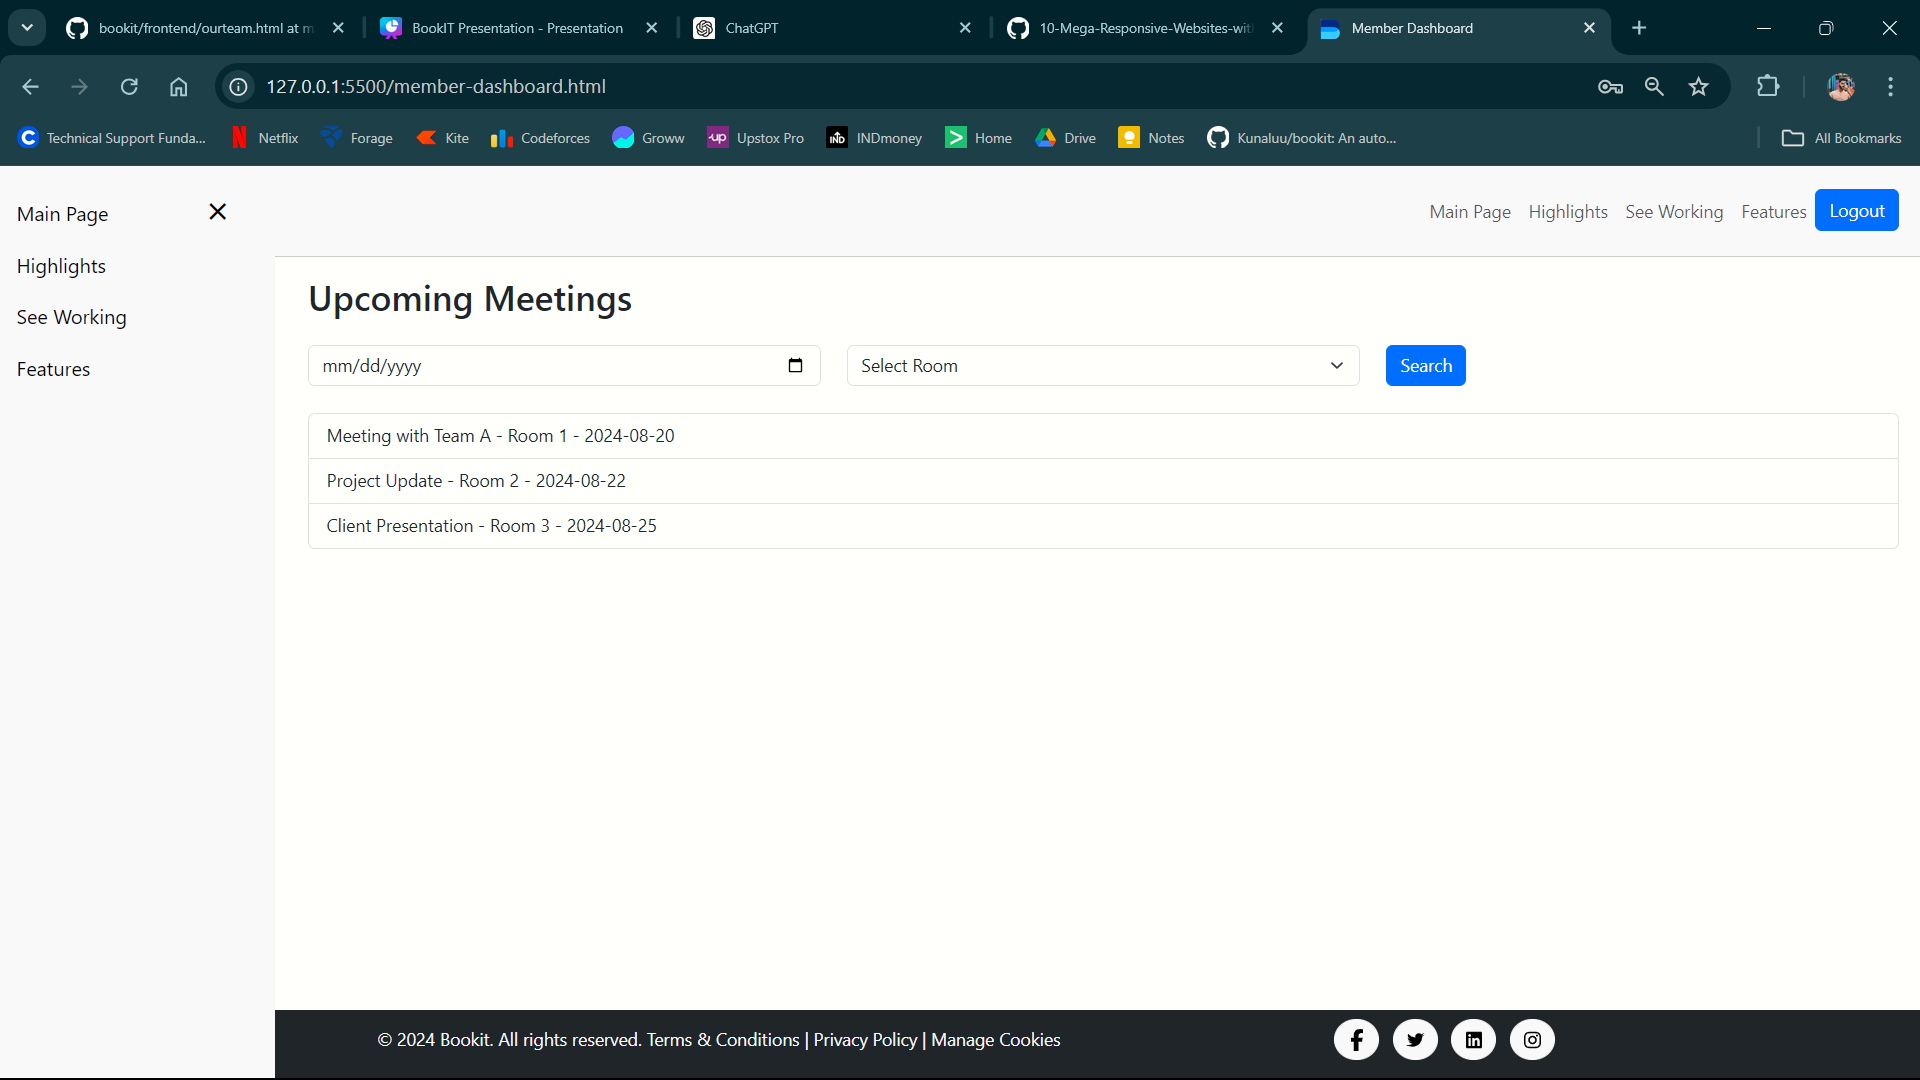 bookit/frontend/ourteam.html at m
BookIT Presentation - Presentation
ChatGPT
10-Mega-Responsive-Websites-wit
Member Dashboard
127.0.0.1:5500/member-dashboard.html
Technical Support Funda...
Netflix
Forage
Kite
Codeforces
Groww
up
Upstox Pro
IND
INDmoney
Home
Drive
Notes
Kunaluu/bookit: An auto...
All Bookmarks
Main Page
Highlights
See Working
Features
Main Page Highlights See Working Features Logout
Upcoming Meetings
mm/dd/yyyy
Select Room
Search
Meeting with Team A - Room 1 - 2024-08-20
Project Update - Room 2 - 2024-08-22
Client Presentation - Room 3 - 2024-08-25
© 2024 Bookit. All rights reserved. Terms & Conditions | Privacy Policy | Manage Cookies